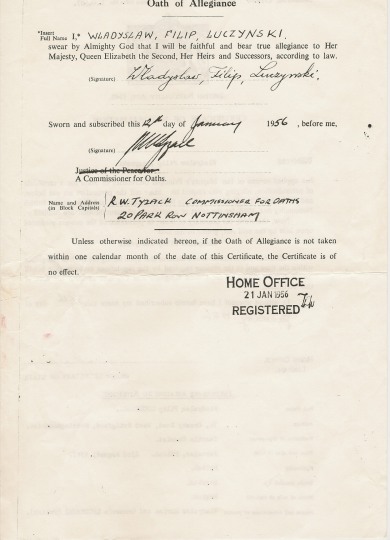 Oath of Allegiance
*Insert
Full Name I,* WLADYSLAW, FILIP, LUCZYNSKI.
swear by Almighty God that I will be faithful and bear true allegiance to Her
Majesty, Queen Elizabeth the Second, Her Heirs and Successors, according to law.
(Signature) Wladyslaw, Filip, Luczynski.
Sworn and subscribed this 12th day of January 1956, before me,
(Signature)
Justice of the Peace for
A Commissioner for Oaths.
Name and Address
(in Block Capitals)
R.W. TYZACK COMMISSIONER FOR OATHS
20 PARK ROW NOTTINGHAM
Unless otherwise indicated hereon, if the Oath of Allegiance is not taken
within one calendar month of the date of this Certificate, the Certificate is of
no effect.
HOME OFFICE
21 JAN 1956
REGISTERED